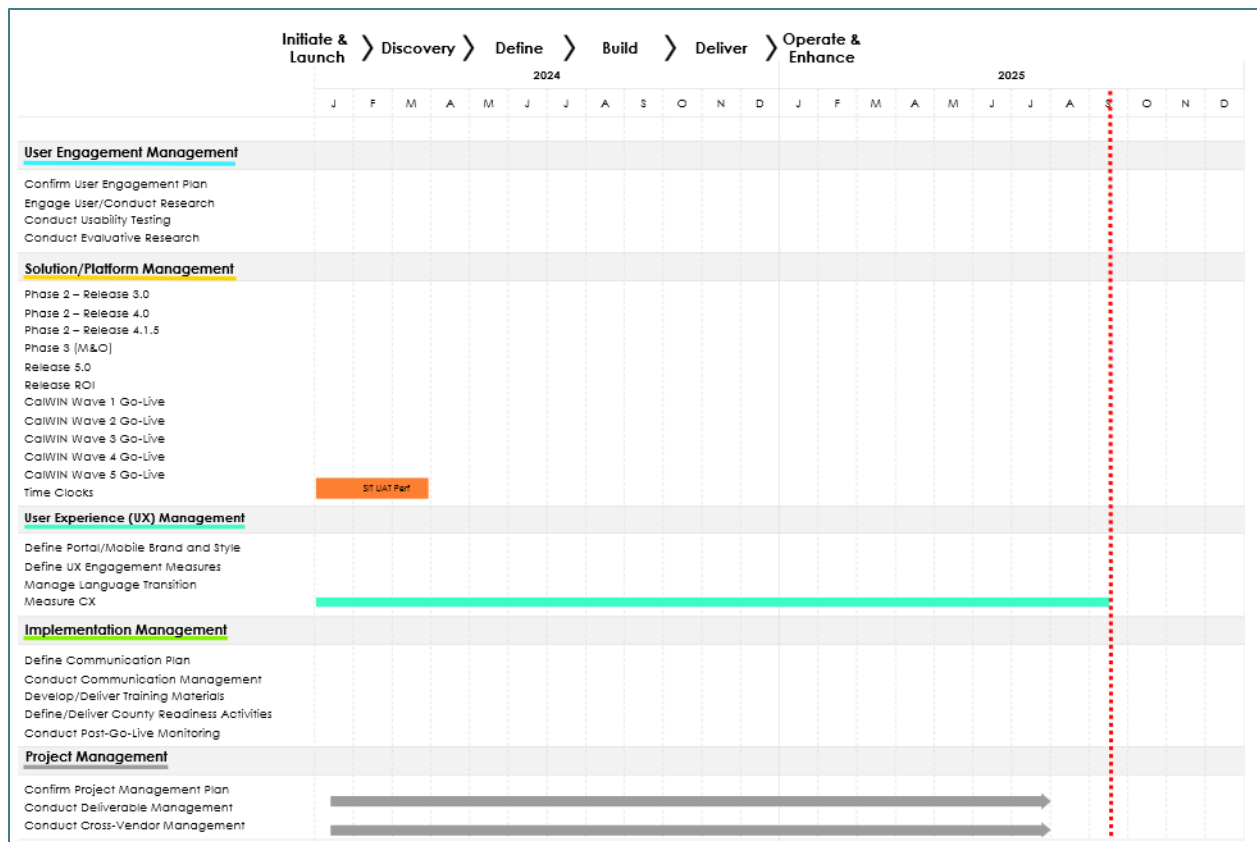 Initiate & Launch Discovery Define Build Deliver Operate & Enhance
2024 2025
J F M A M J J A S O N D J F M A M J J A S O N D
User Engagement Management
Confirm User Engagement Plan
Engage User/Conduct Research
Conduct Usability Testing
Conduct Evaluative Research
Solution/Platform Management
Phase 2 – Release 3.0
Phase 2 – Release 4.0
Phase 2 – Release 4.1.5
Phase 3 (M&O)
Release 5.0
Release ROI
CalWIN Wave 1 Go-Live
CalWIN Wave 2 Go-Live
CalWIN Wave 3 Go-Live
CalWIN Wave 4 Go-Live
CalWIN Wave 5 Go-Live
Time Clocks SIT UAT Perf
User Experience (UX) Management
Define Portal/Mobile Brand and Style
Define UX Engagement Measures
Manage Language Transition
Measure CX
Implementation Management
Define Communication Plan
Conduct Communication Management
Develop/Deliver Training Materials
Define/Deliver County Readiness Activities
Conduct Post-Go-Live Monitoring
Project Management
Confirm Project Management Plan
Conduct Deliverable Management
Conduct Cross-Vendor Management